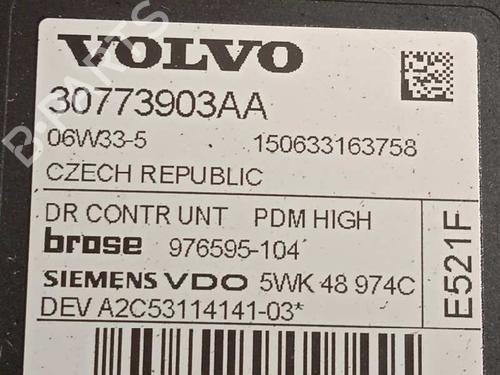 VOLVO
30773903AA
06W33-5 150633163758
CZECH REPUBLIC
DR CONTR UNT PDM HIGH
brose 976595-104
SIEMENS VDO 5WK 48 974C
DEV A2C53114141-03*
E521F
B-PARTS